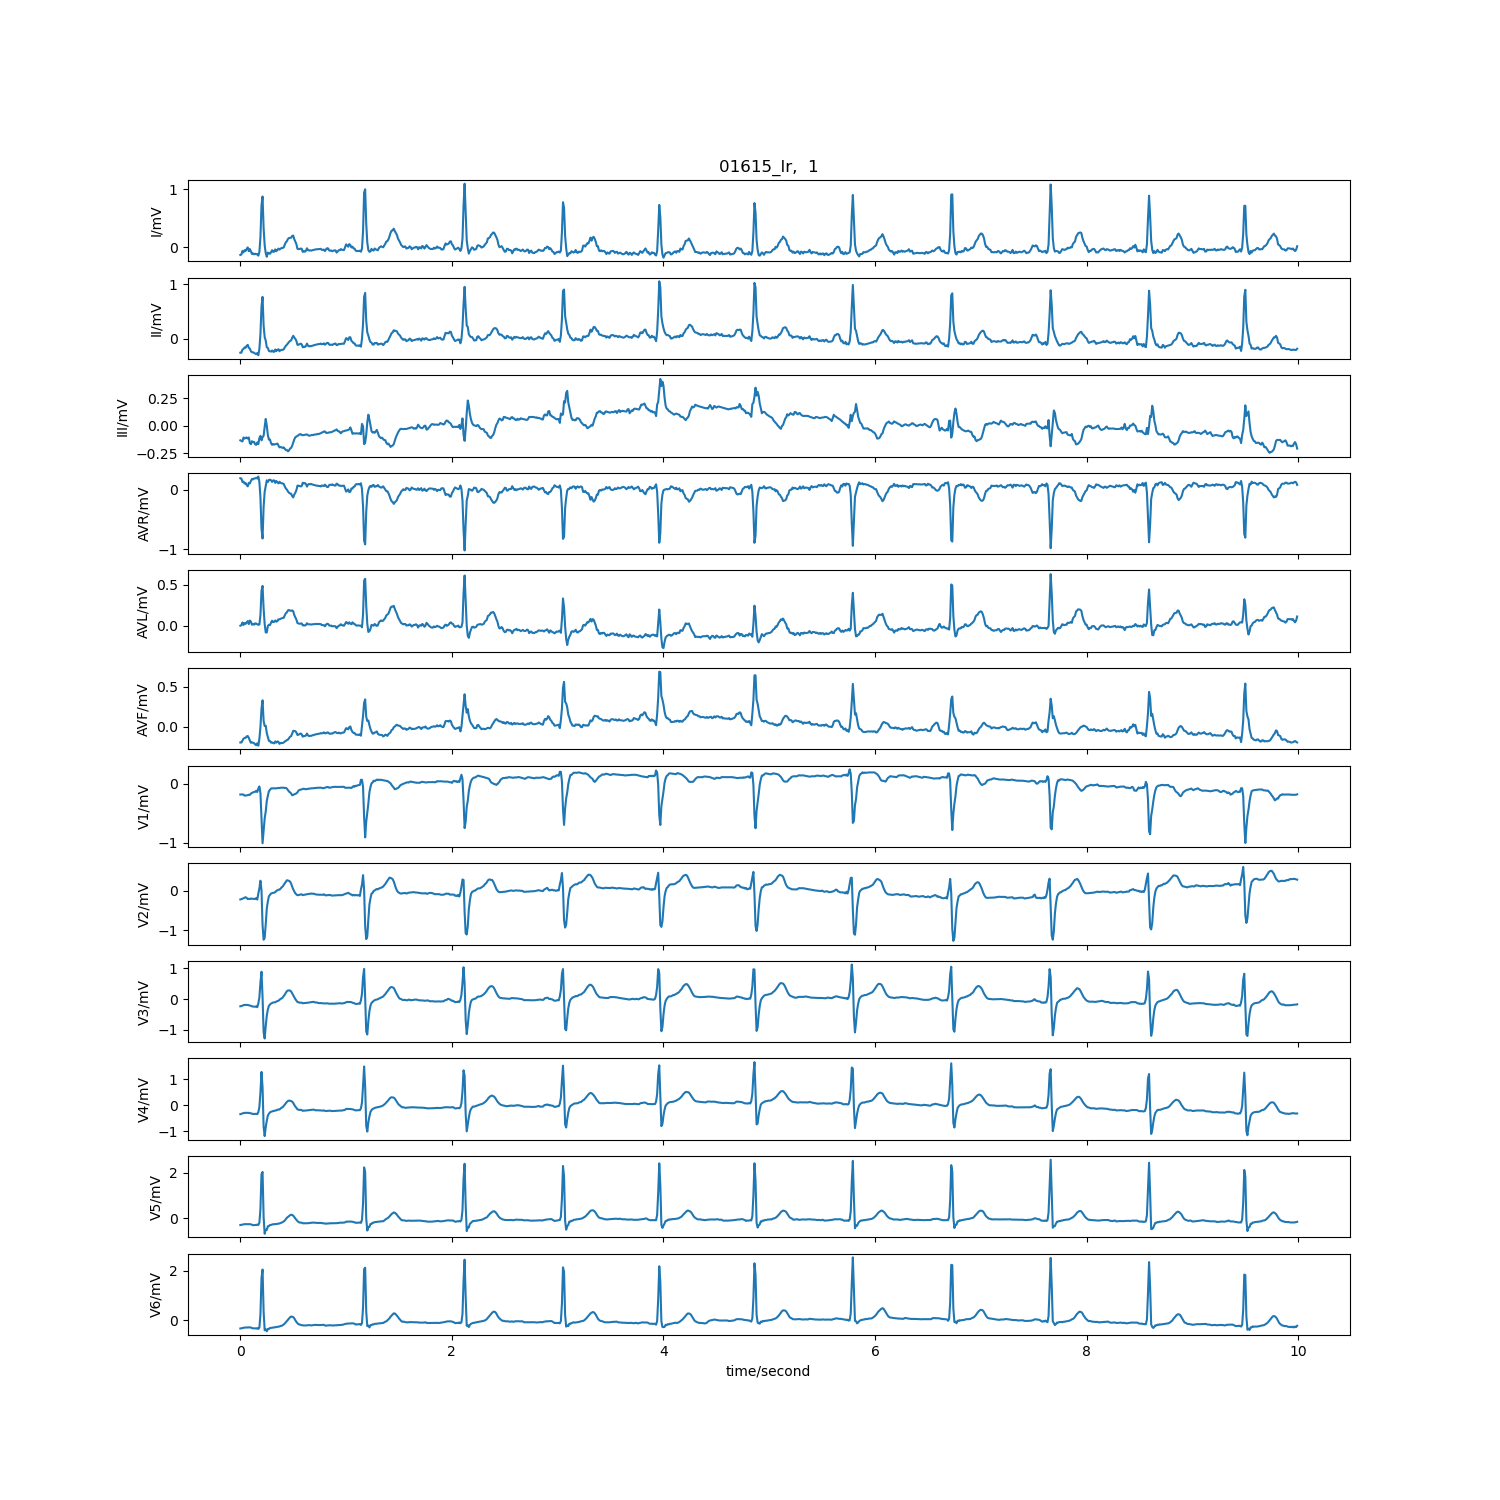 01615_lr,  1
I/mV
1
0
II/mV
1
0
III/mV
0.25
0.00
−0.25
AVR/mV
0
−1
AVL/mV
0.5
0.0
AVF/mV
0.5
0.0
V1/mV
0
−1
V2/mV
0
−1
V3/mV
1
0
−1
V4/mV
1
0
−1
V5/mV
2
0
V6/mV
2
0
0 2 4 6 8 10
time/second